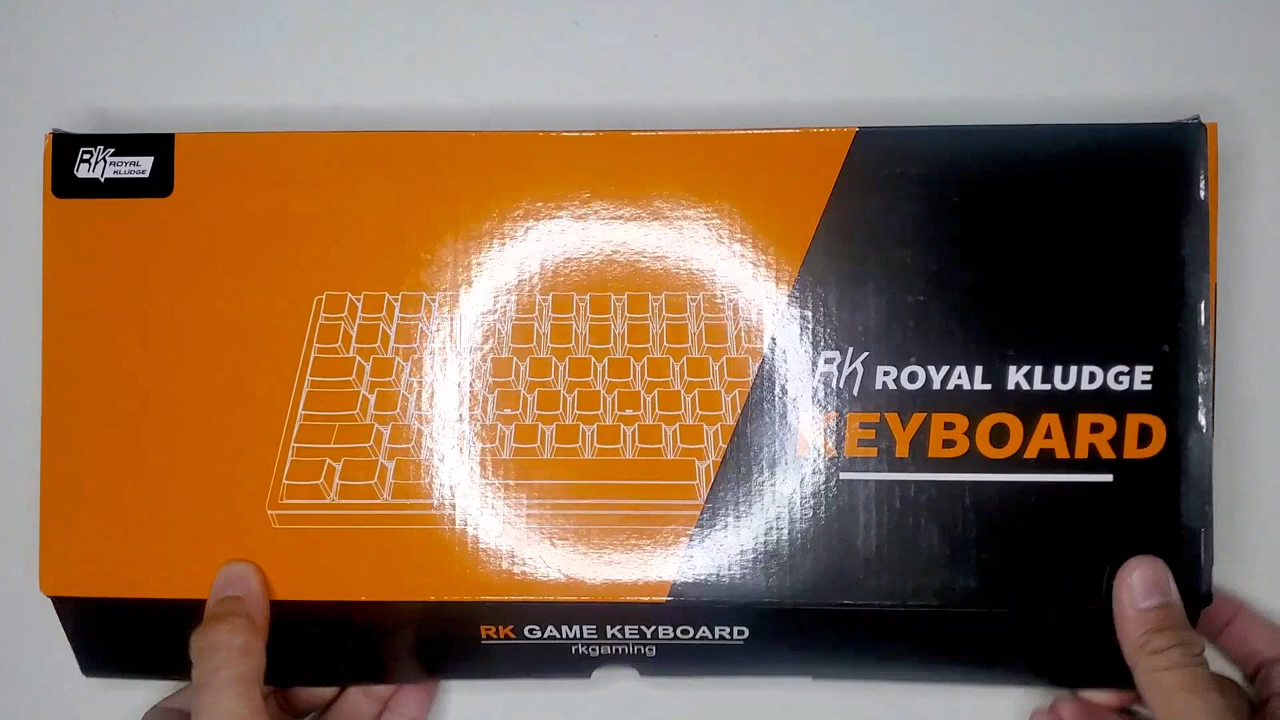 RK ROYAL
KLUDGE
RK ROYAL KLUDGE
KEYBOARD
RK GAME KEYBOARD
rkgaming